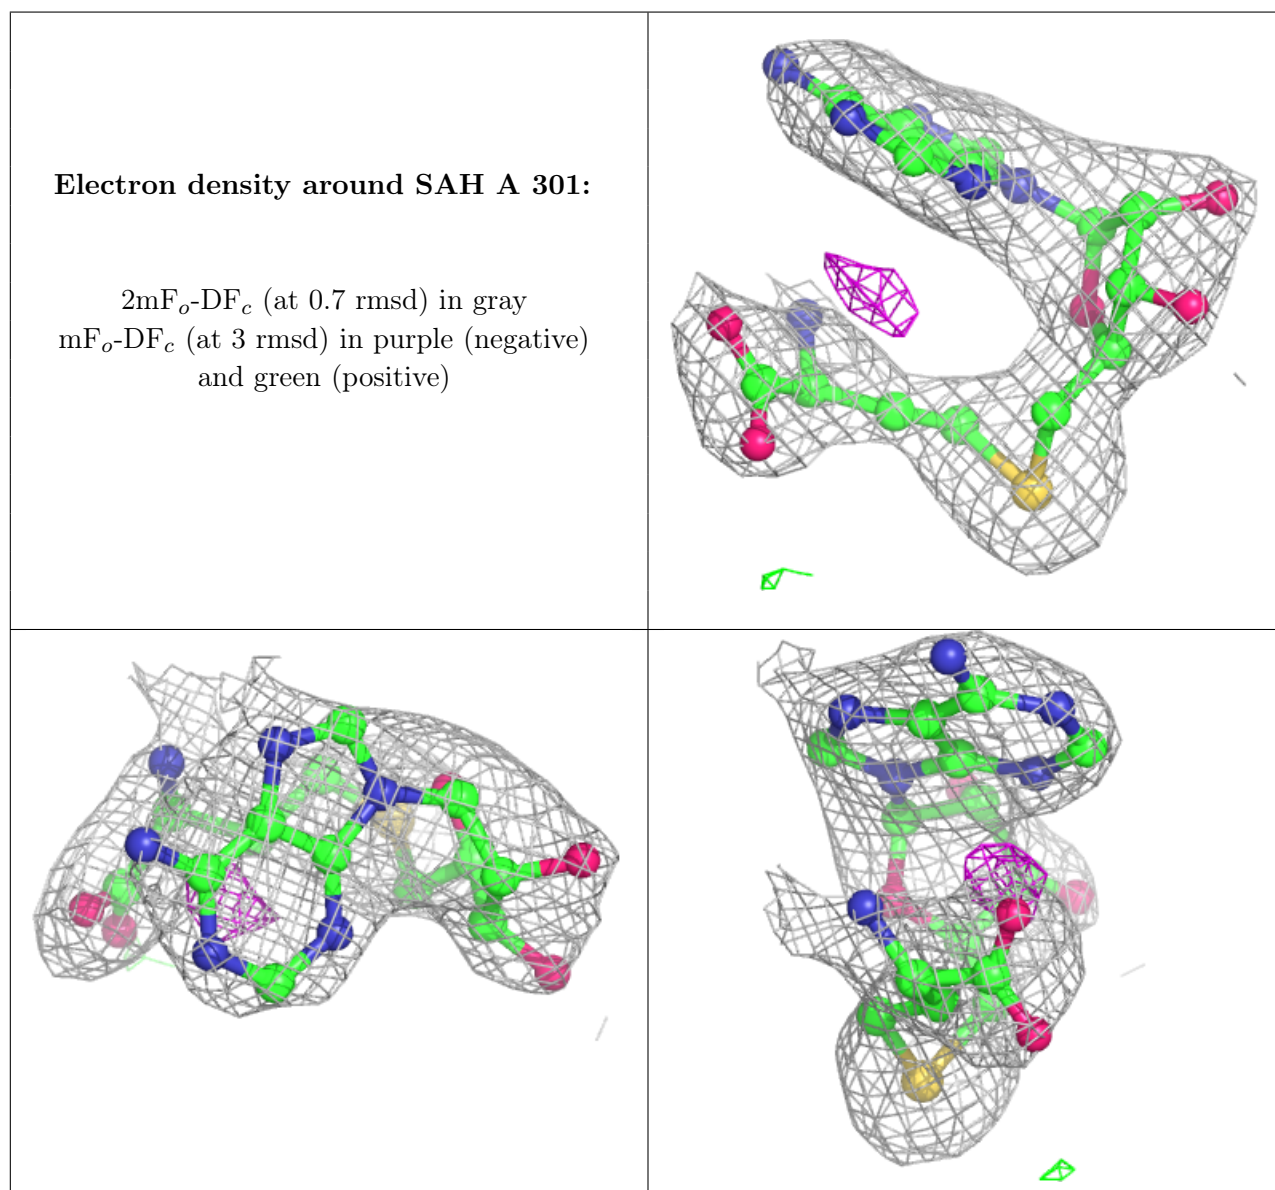 Electron density around SAH A 301:
2mFo-DFc (at 0.7 rmsd) in gray
mFo-DFc (at 3 rmsd) in purple (negative)
and green (positive)